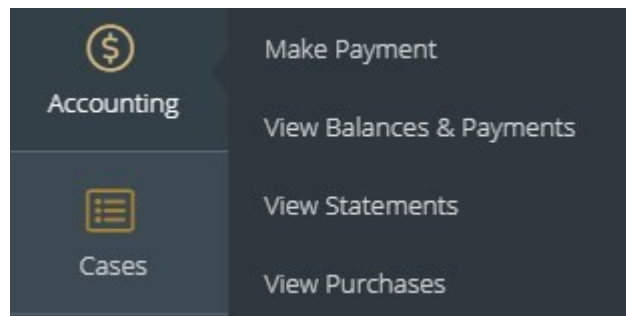 Accounting
Make Payment
View Balances & Payments
View Statements
View Purchases
Cases